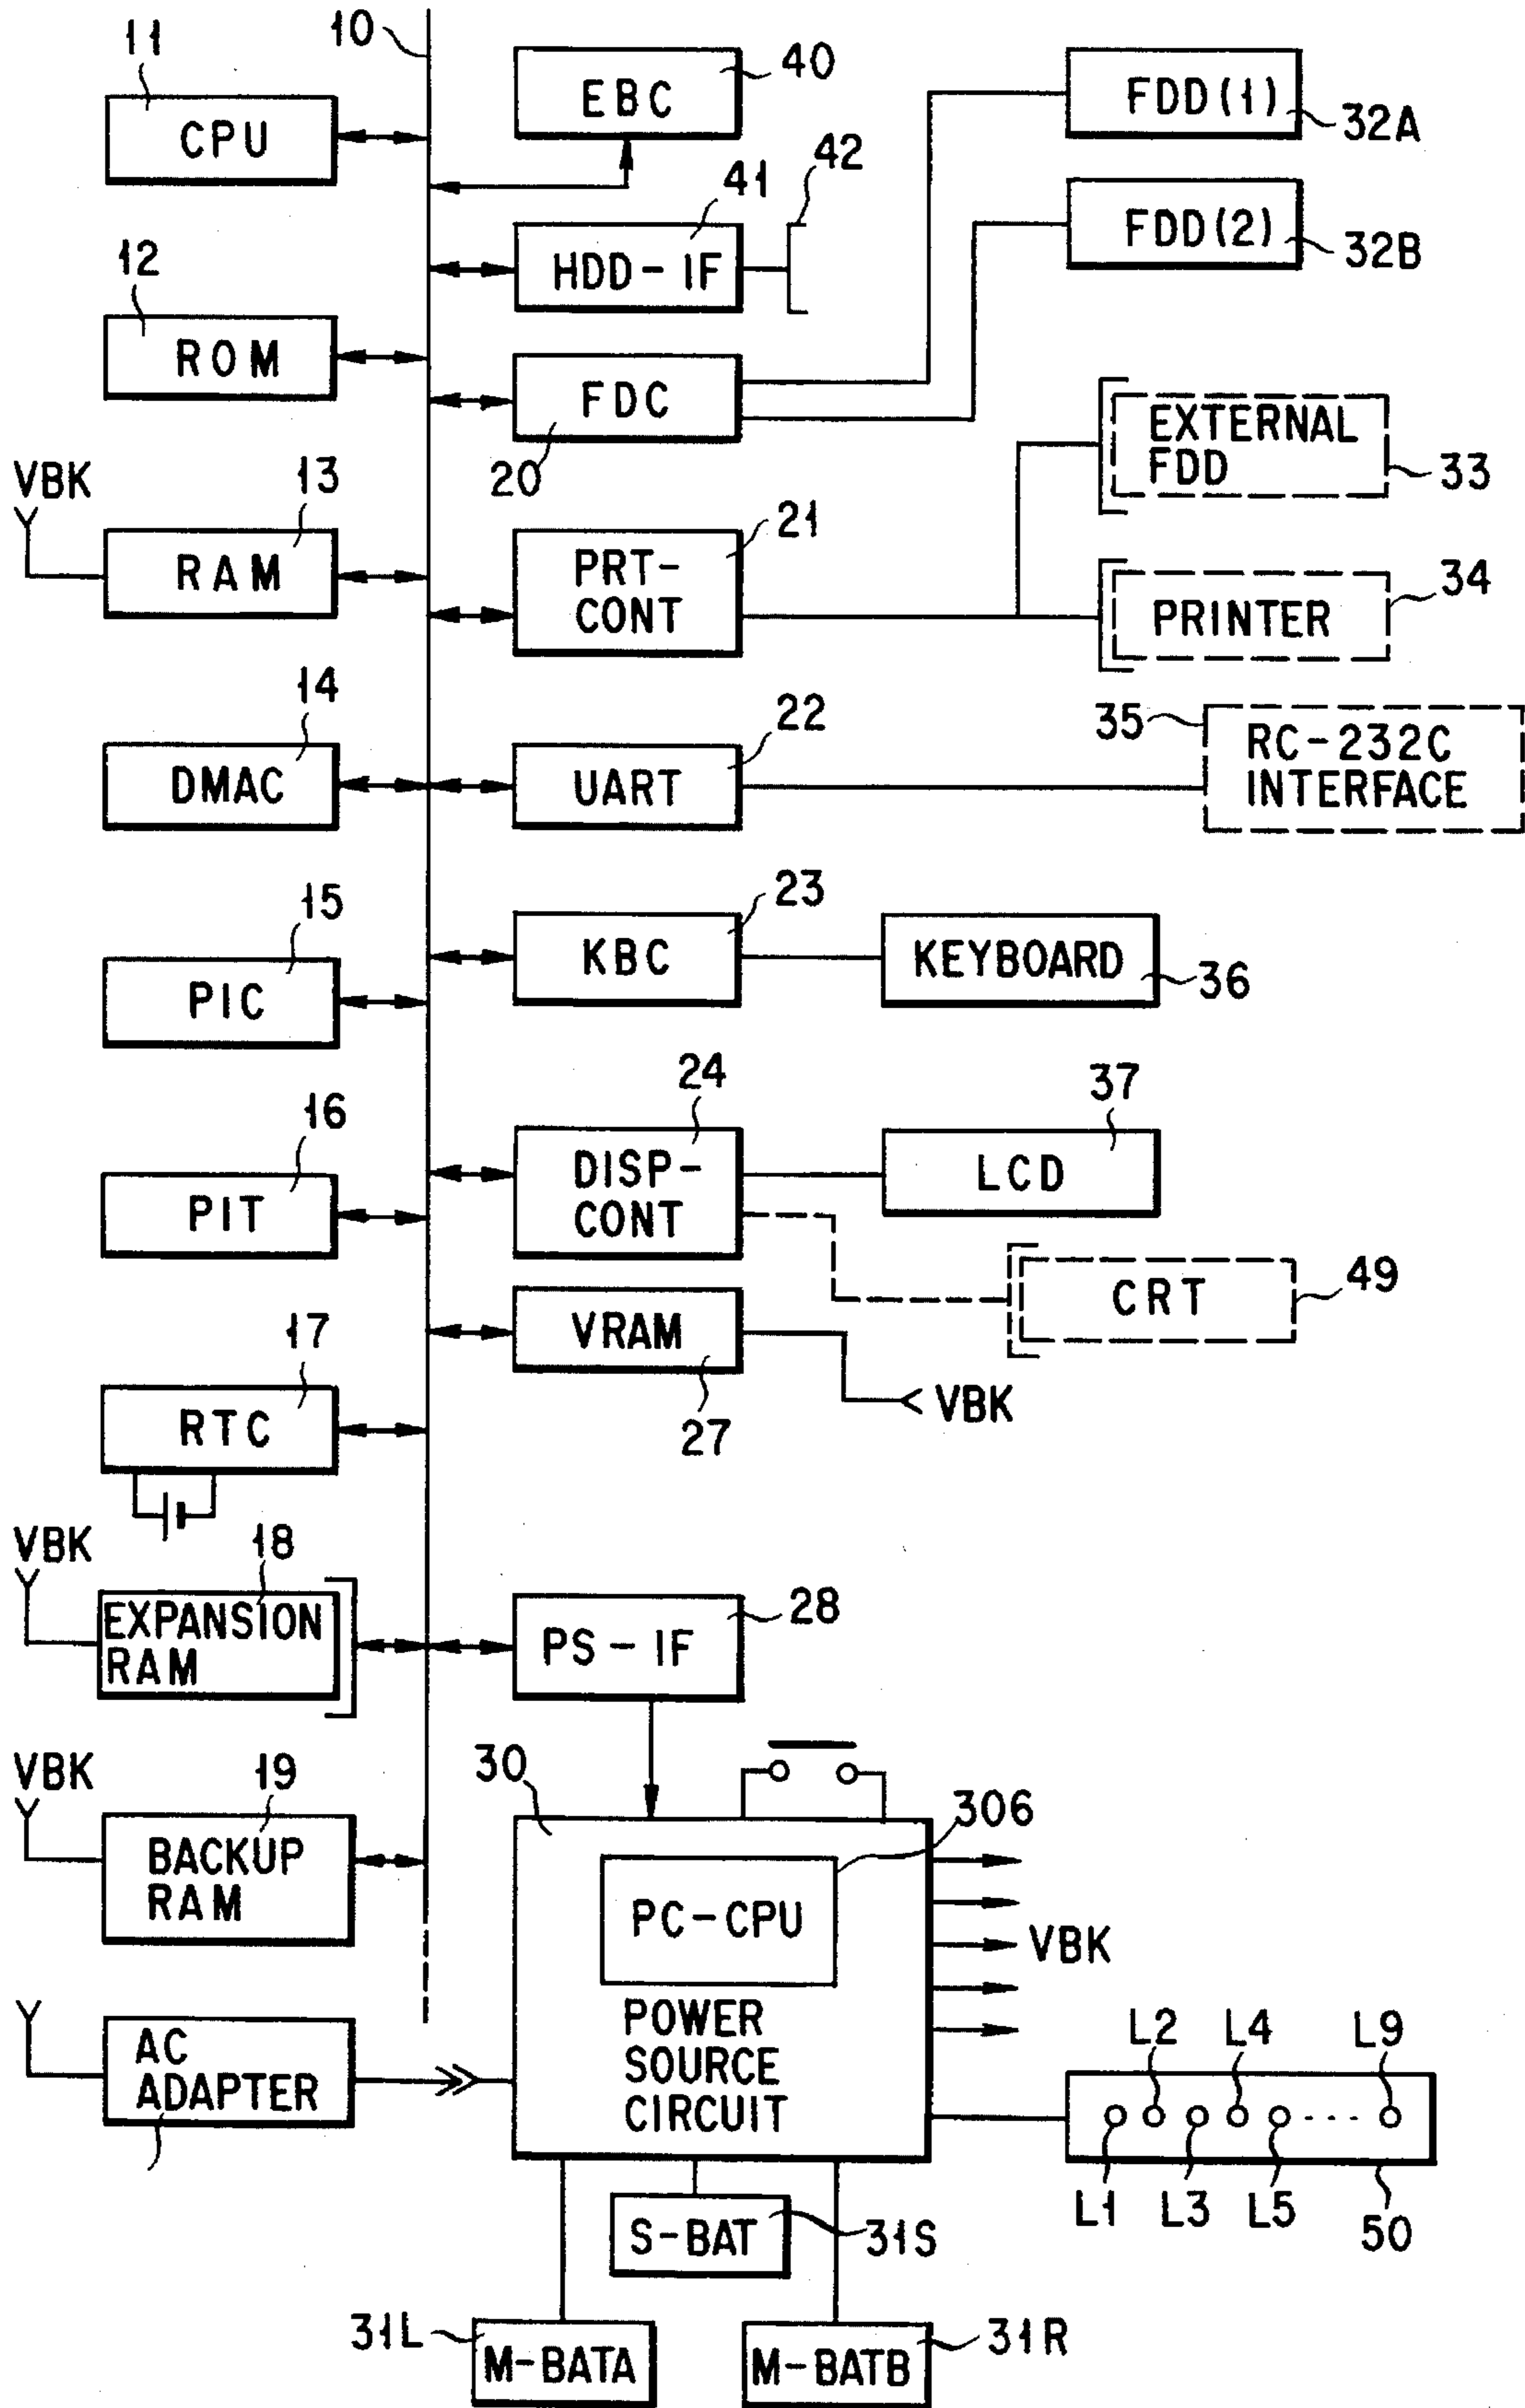 11
10
CPU
EBC
40
FDD(1)
32A
41
42
HDD-IF
FDD(2)
32B
12
ROM
FDC
20
EXTERNAL
FDD
33
VBK
13
RAM
21
PRT-
CONT
PRINTER
34
14
DMAC
22
UART
35
RC-232C
INTERFACE
15
PIC
23
KBC
KEYBOARD
36
16
PIT
24
DISP-
CONT
37
LCD
CRT
49
VRAM
27
VBK
17
RTC
VBK
18
EXPANSION
RAM
PS-IF
28
VBK
19
BACKUP
RAM
30
306
PC-CPU
POWER
SOURCE
CIRCUIT
VBK
AC
ADAPTER
L2
L4
L9
L1
L3
L5
50
S-BAT
31S
31L
M-BATA
M-BATB
31R